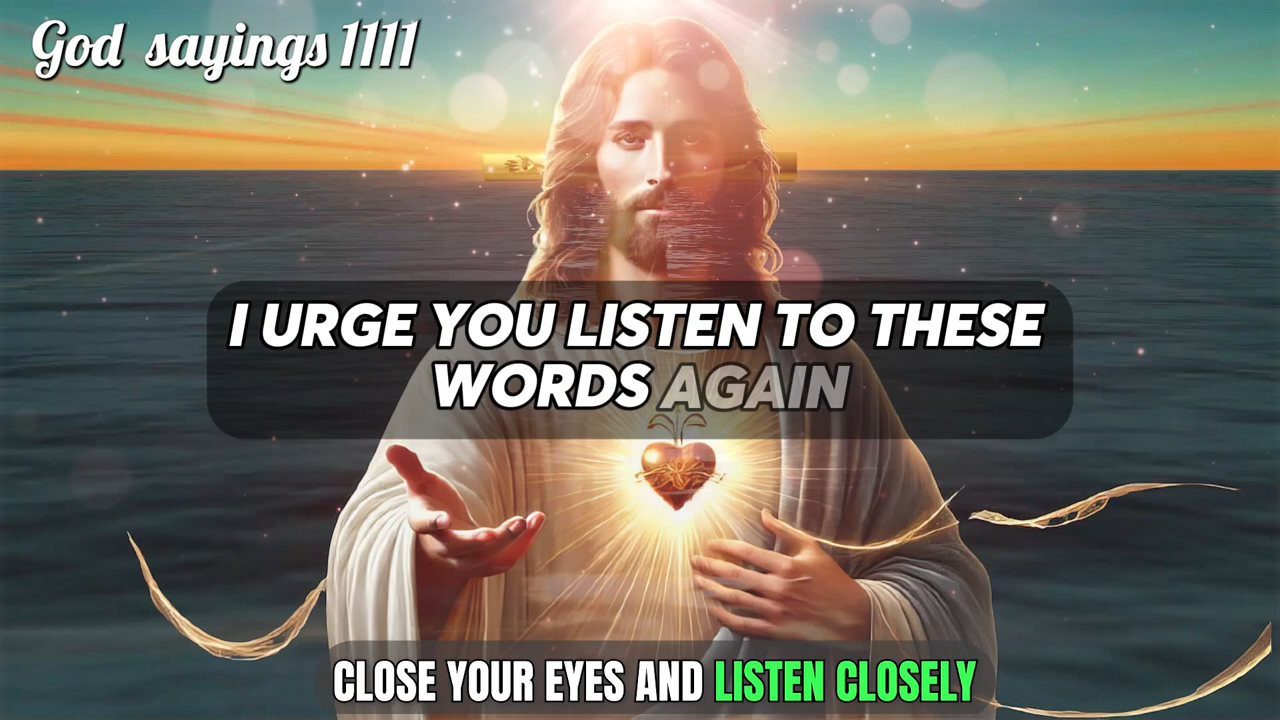 God sayings 1111
I URGE YOU LISTEN TO THESE
WORDS AGAIN
CLOSE YOUR EYES AND LISTEN CLOSELY